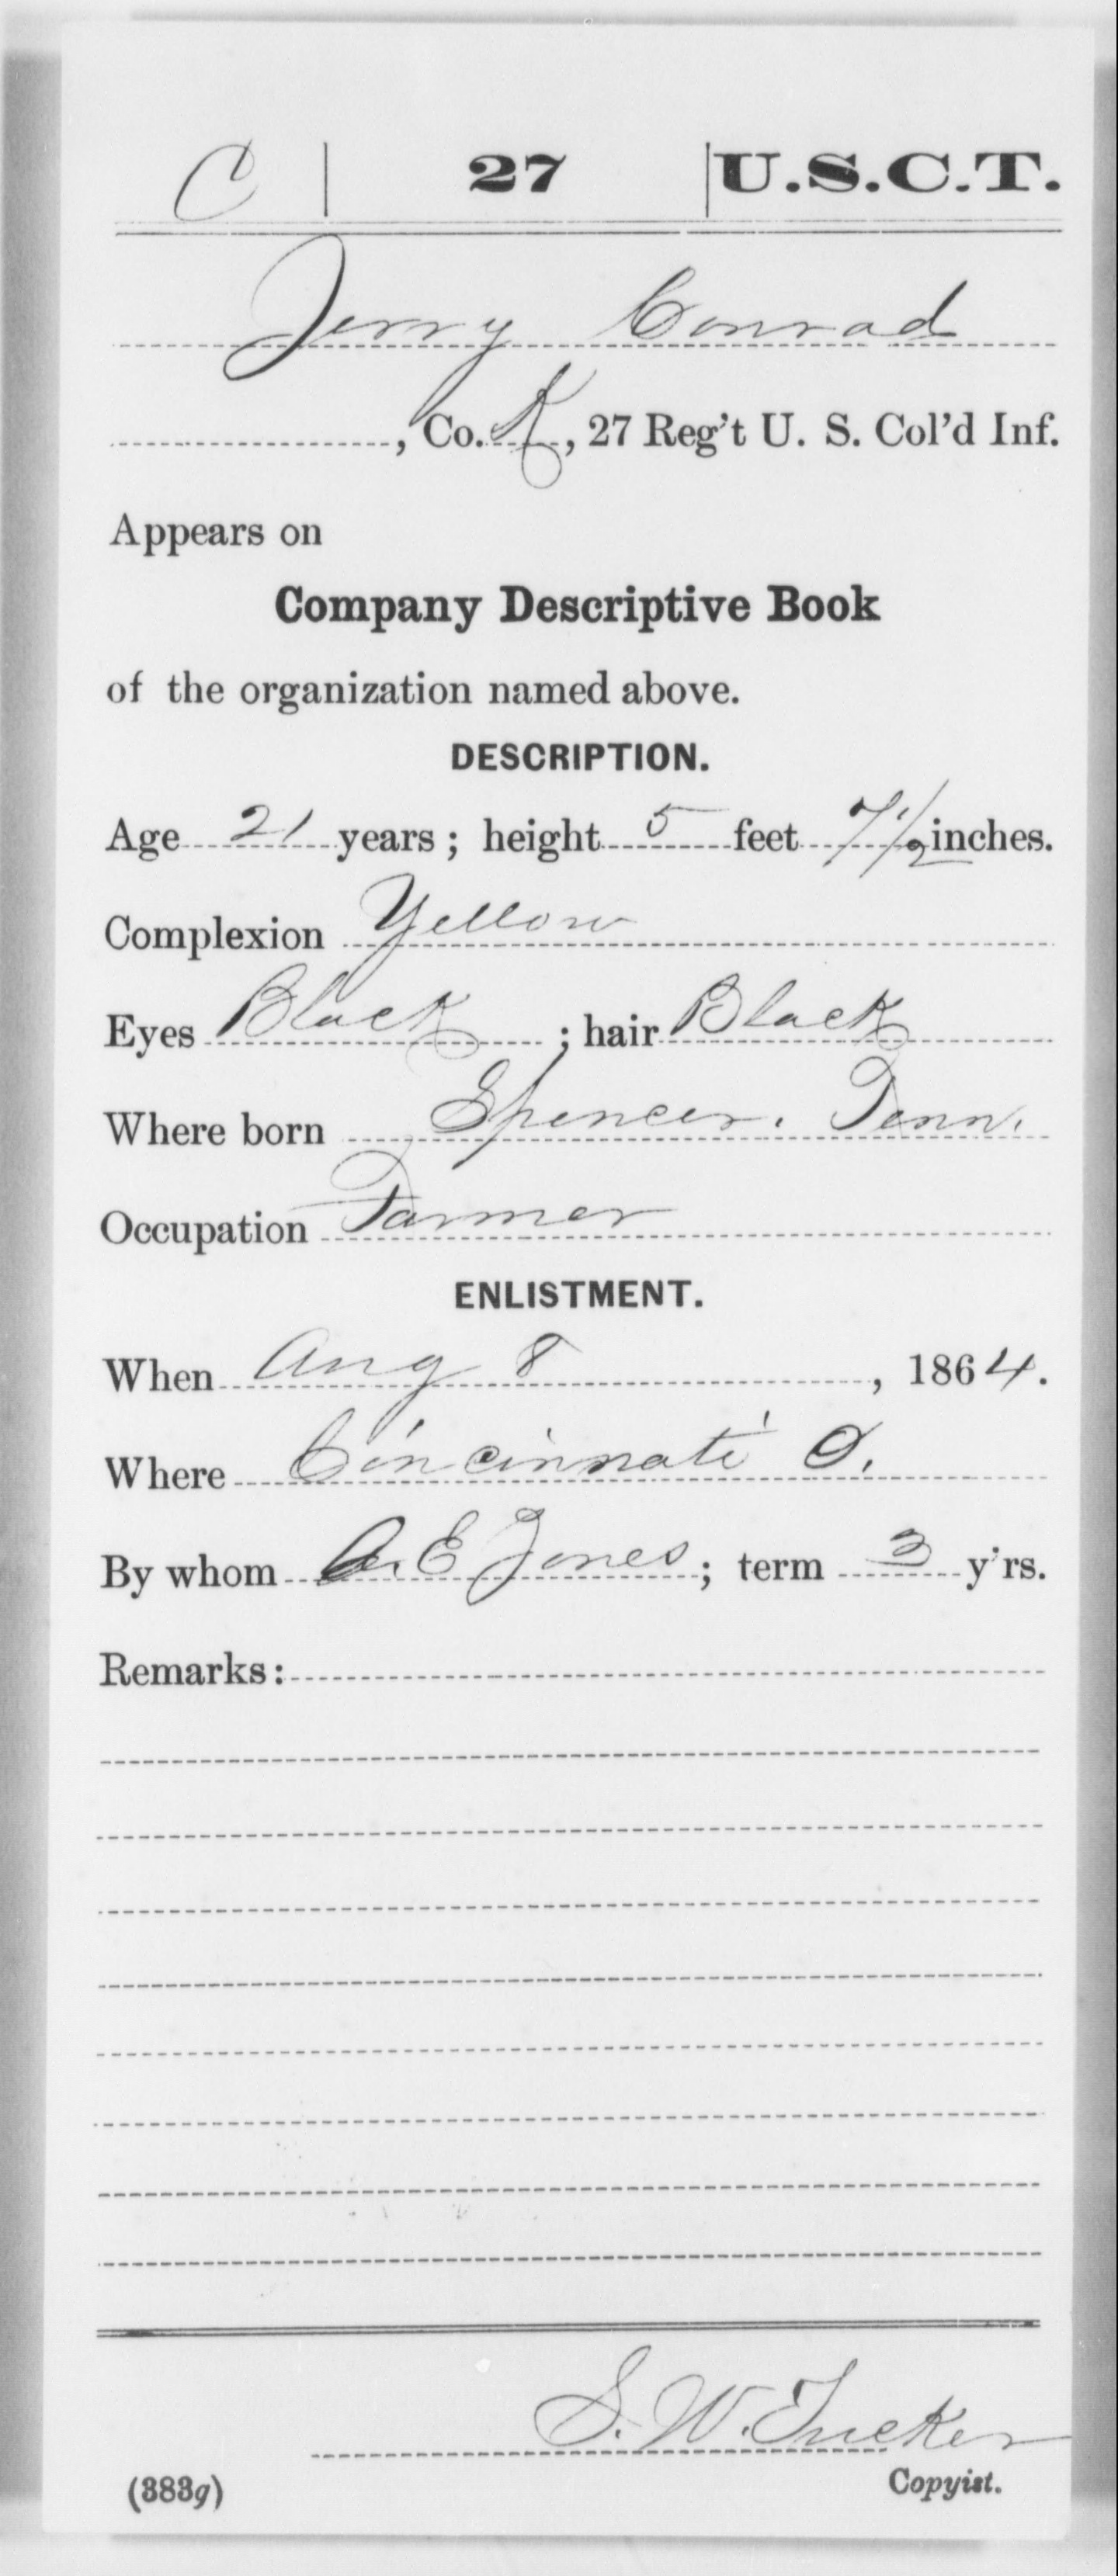 C | 27 | U.S.C.T.
Jerry Conrad
, Co. K, 27 Reg't U. S. Col'd Inf.
Appears on
Company Descriptive Book
of the organization named above.
DESCRIPTION.
Age 21 years; height 5 feet 7 1/2 inches.
Complexion Yellow
Eyes Black; hair Black
Where born Spencer. Tenn.
Occupation Farmer
ENLISTMENT.
When Aug 8, 1864.
Where Cincinnati O.
By whom A. E Jones; term 3 y'rs.
Remarks:
S. W. Tucker
Copyist.
(383g)